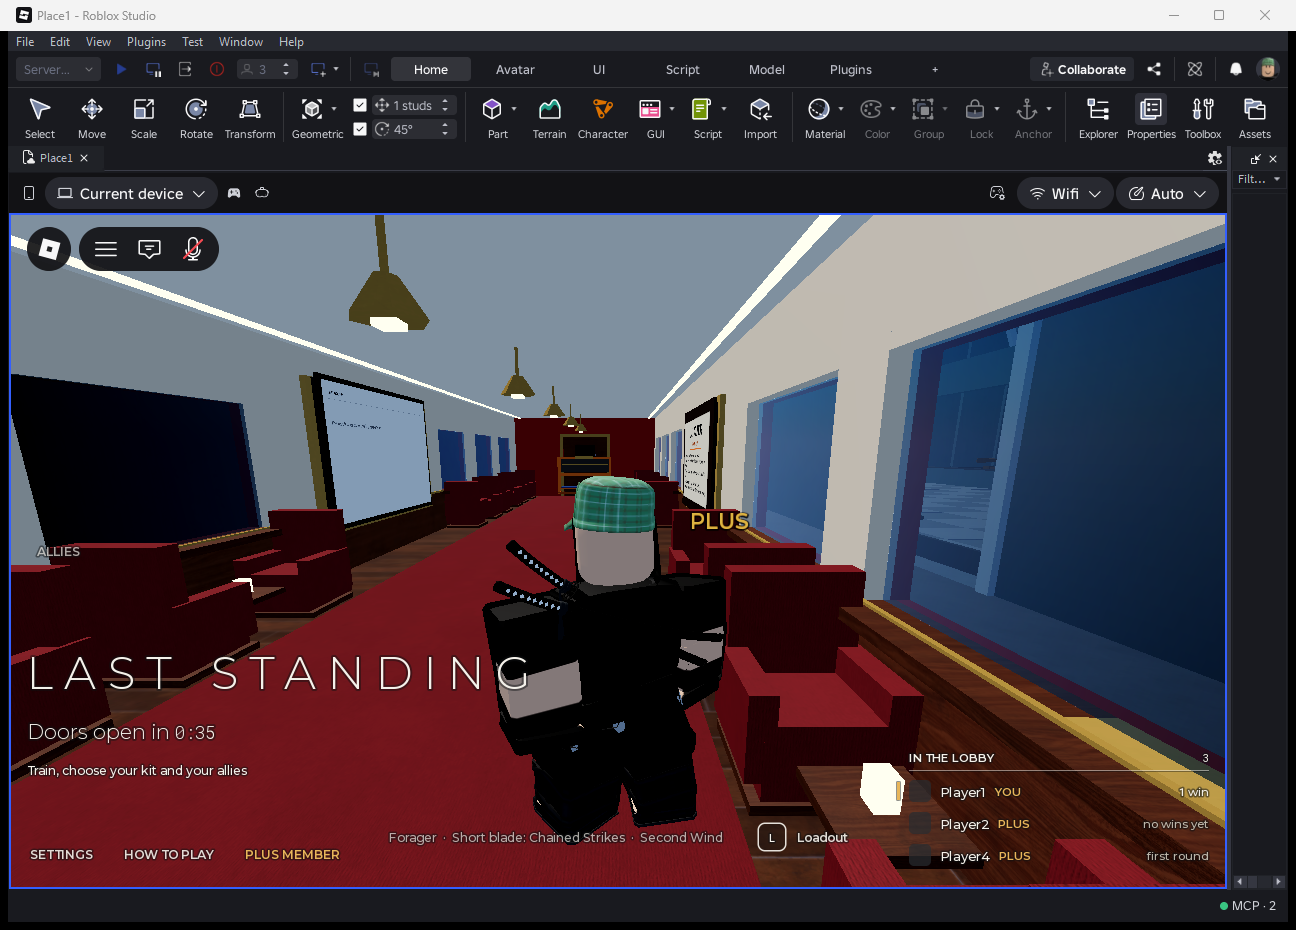 Place1 - Roblox Studio
File Edit View Plugins Test Window Help
Server... 3 Home Avatar UI Script Model Plugins + Collaborate
1 studs
45°
Select Move Scale Rotate Transform Geometric Part Terrain Character GUI Script Import Material Color Group Lock Anchor Explorer Properties Toolbox Assets
Place1
Filt...
Current device Wifi Auto
PLUS
ALLIES
LAST STANDING
Doors open in 0:35
Train, choose your kit and your allies
IN THE LOBBY 3
Player1 YOU 1 win
Player2 PLUS no wins yet
Player4 PLUS first round
Forager · Short blade: Chained Strikes · Second Wind L Loadout
SETTINGS HOW TO PLAY PLUS MEMBER
MCP · 2